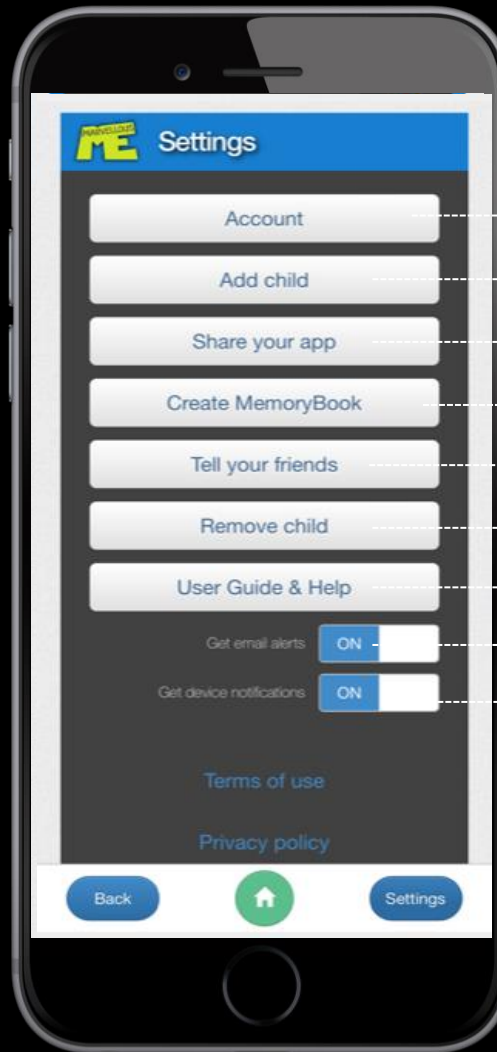 MARVELLOUS
ME
Settings
Account
Add child
Share your app
Create MemoryBook
Tell your friends
Remove child
User Guide & Help
Get email alerts ON
Get device notifications ON
Terms of use
Privacy policy
Back
Settings